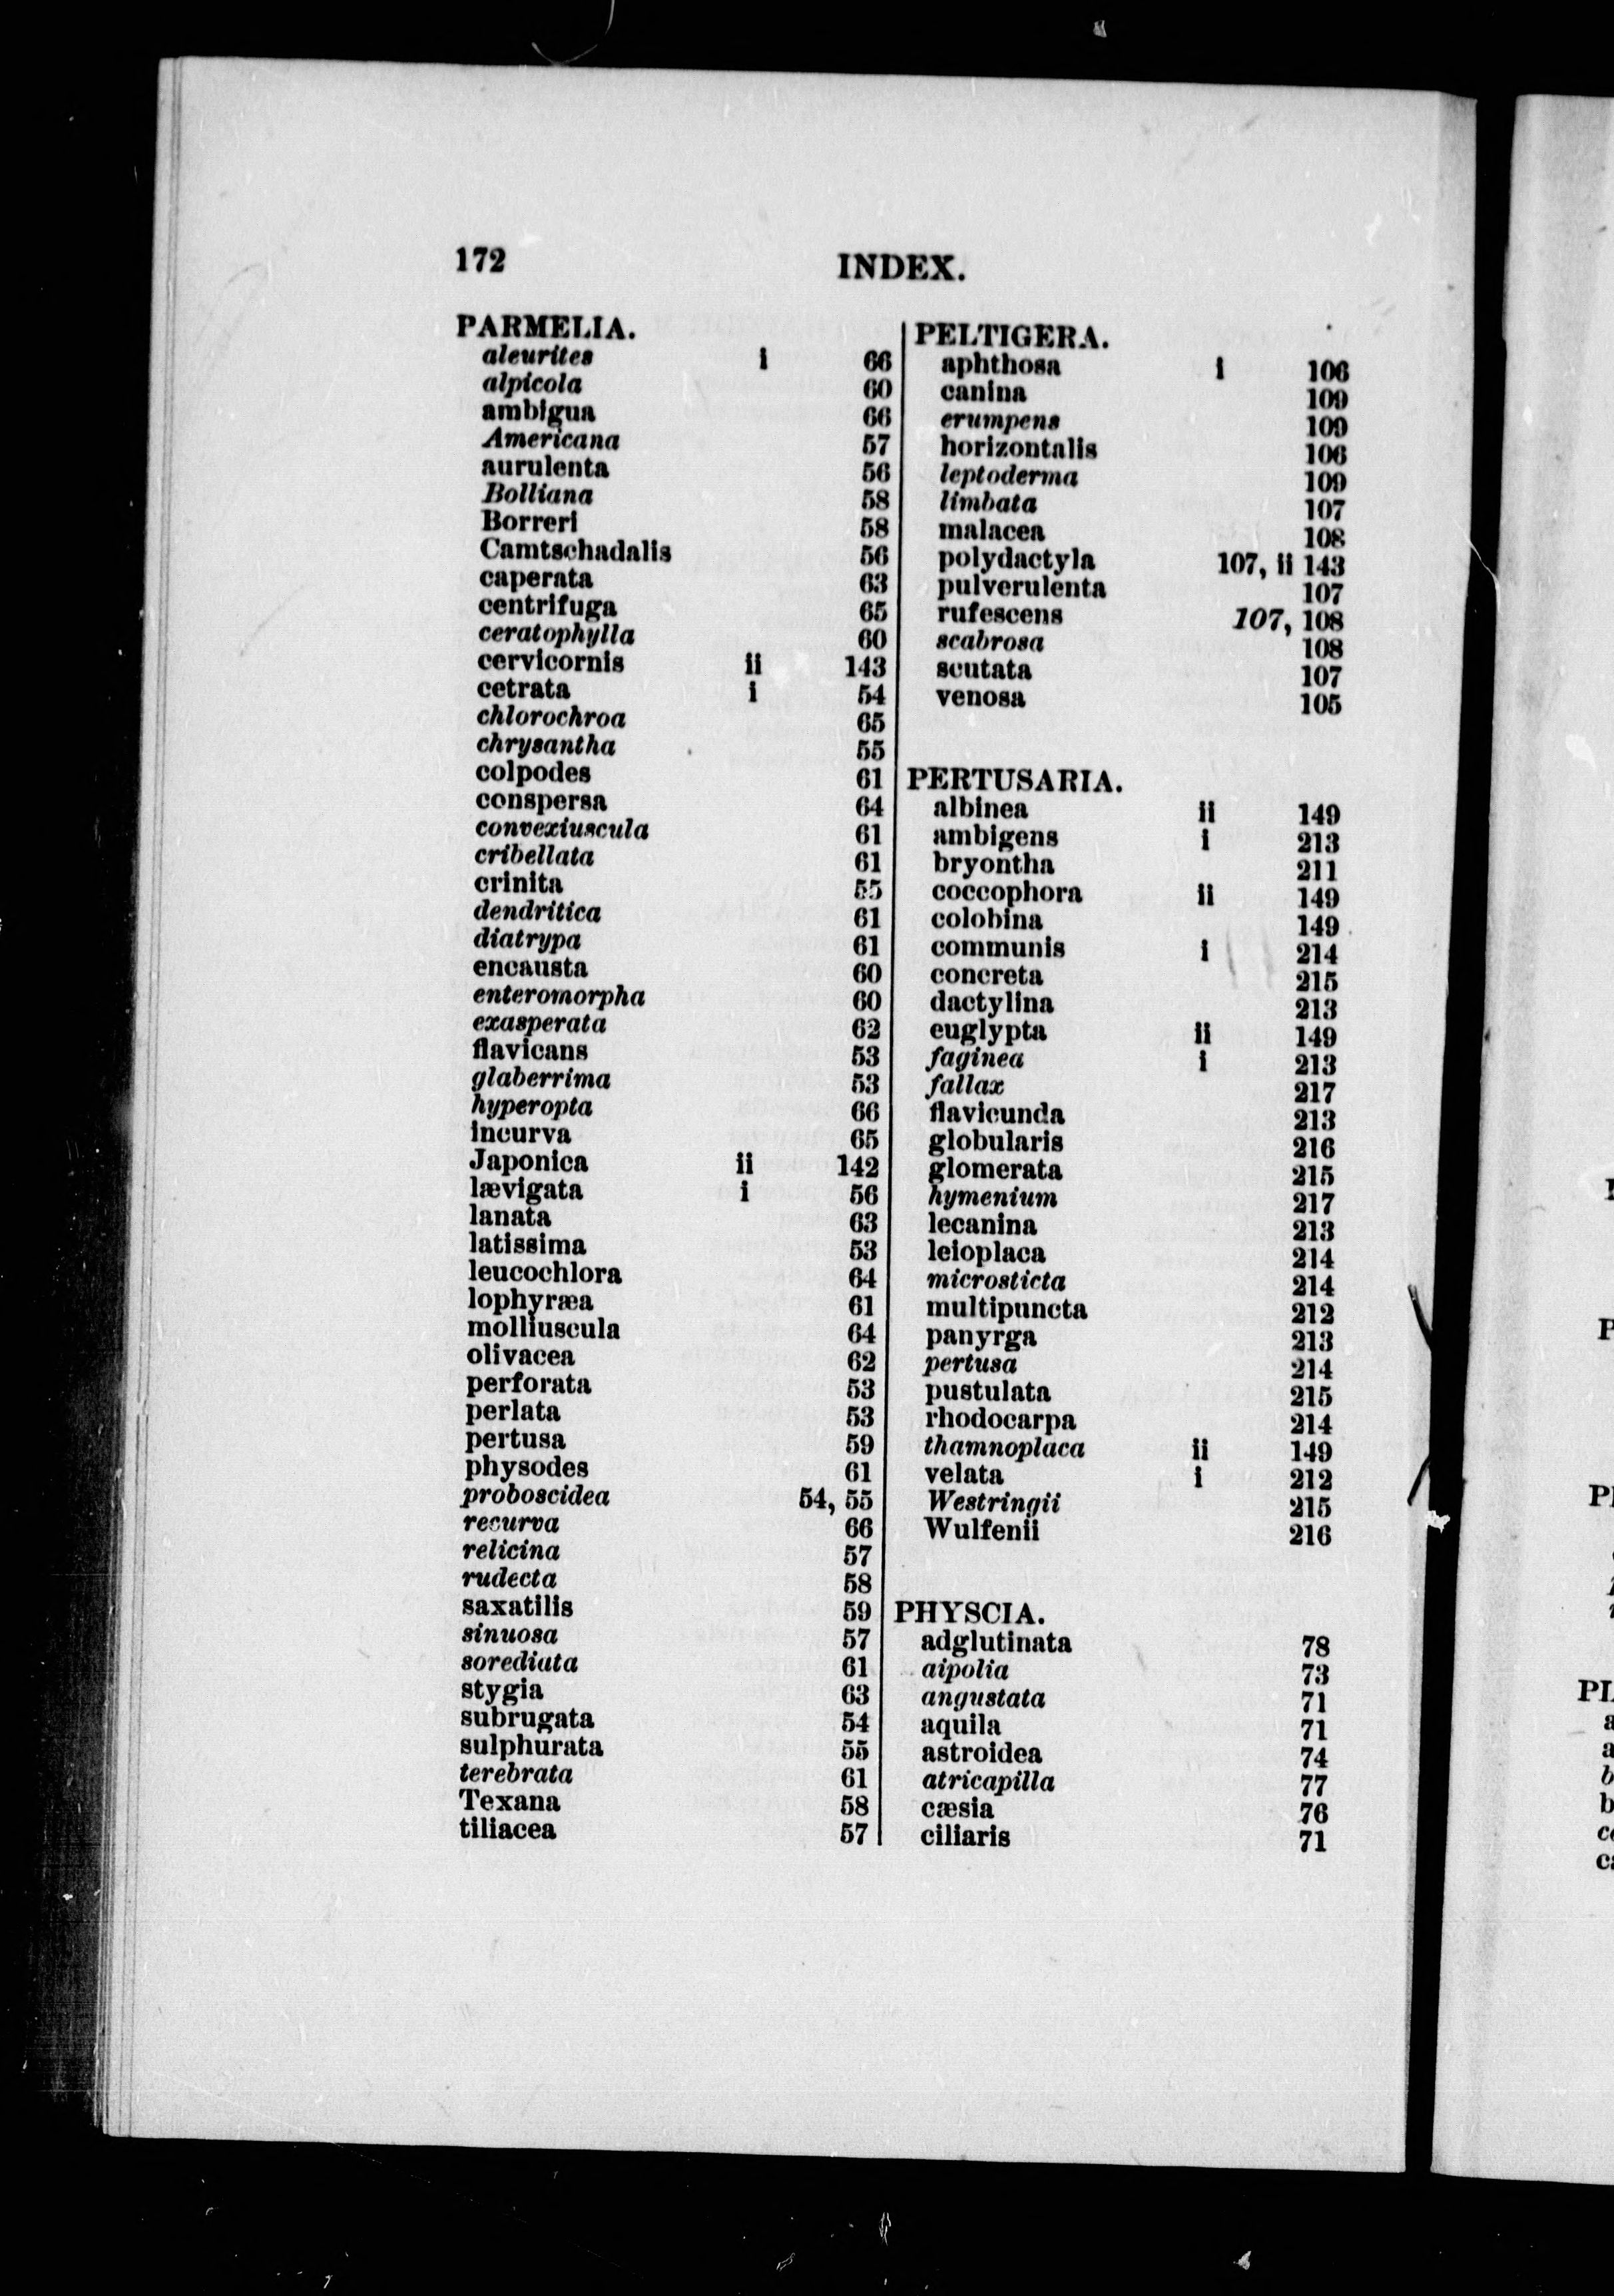 172 INDEX.
PARMELIA.
aleurites i 66
alpicola 60
ambigua 66
Americana 57
aurulenta 56
Bolliana 58
Borreri 58
Camtschadalis 56
caperata 63
centrifuga 65
ceratophylla 60
cervicornis ii 143
cetrata i 54
chlorochroa 65
chrysantha 55
colpodes 61
conspersa 64
convexiuscula 61
cribellata 61
crinita 55
dendritica 61
diatrypa 61
encausta 60
enteromorpha 60
exasperata 62
flavicans 53
glaberrima 53
hyperopta 66
incurva 65
Japonica ii 142
lævigata i 56
lanata 63
latissima 53
leucochlora 64
lophyræa 61
molliuscula 64
olivacea 62
perforata 53
perlata 53
pertusa 59
physodes 61
proboscidea 54, 55
recurva 66
relicina 57
rudecta 58
saxatilis 59
sinuosa 57
sorediata 61
stygia 63
subrugata 54
sulphurata 55
terebrata 61
Texana 58
tiliacea 57
PELTIGERA.
aphthosa i 106
canina 109
erumpens 109
horizontalis 106
leptoderma 109
limbata 107
malacea 108
polydactyla 107, ii 143
pulverulenta 107
rufescens 107, 108
scabrosa 108
scutata 107
venosa 105
PERTUSARIA.
albinea ii 149
ambigens i 213
bryontha 211
coccophora ii 149
colobina 149
communis i 214
concreta 215
dactylina 213
euglypta ii 149
faginea i 213
fallax 217
flavicunda 213
globularis 216
glomerata 215
hymenium 217
lecanina 213
leioplaca 214
microsticta 214
multipuncta 212
panyrga 213
pertusa 214
pustulata 215
rhodocarpa 214
thamnoplaca ii 149
velata i 212
Westringii 215
Wulfenii 216
PHYSCIA.
adglutinata 78
aipolia 73
angustata 71
aquila 71
astroidea 74
atricapilla 77
cæsia 76
ciliaris 71